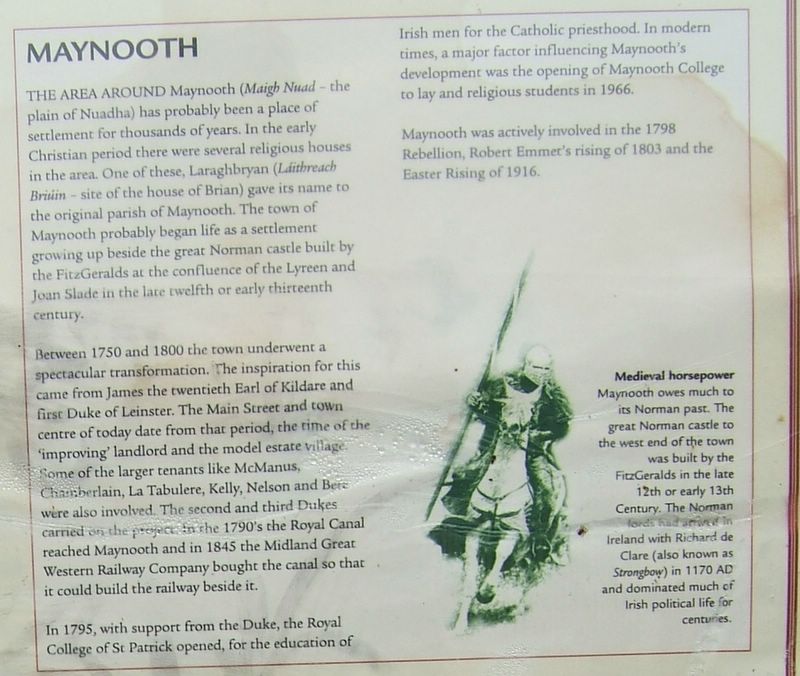 MAYNOOTH
THE AREA AROUND Maynooth (Maigh Nuad – the
plain of Nuadha) has probably been a place of
settlement for thousands of years. In the early
Christian period there were several religious houses
in the area. One of these, Laraghbryan (Láithreach
Briúin – site of the house of Brian) gave its name to
the original parish of Maynooth. The town of
Maynooth probably began life as a settlement
growing up beside the great Norman castle built by
the FitzGeralds at the confluence of the Lyreen and
Joan Slade in the late twelfth or early thirteenth
century.
Between 1750 and 1800 the town underwent a
spectacular transformation. The inspiration for this
came from James the twentieth Earl of Kildare and
first Duke of Leinster. The Main Street and town
centre of today date from that period, the time of the
'improving' landlord and the model estate village.
Some of the larger tenants like McManus,
Chamberlain, La Tabulere, Kelly, Nelson and
were also involved. The second and third Dukes
carried on the project. In the 1790's the Royal Canal
reached Maynooth and in 1845 the Midland Great
Western Railway Company bought the canal so that
it could build the railway beside it.
In 1795, with support from the Duke, the Royal
College of St Patrick opened, for the education of
Irish men for the Catholic priesthood. In modern
times, a major factor influencing Maynooth's
development was the opening of Maynooth College
to lay and religious students in 1966.
Maynooth was actively involved in the 1798
Rebellion, Robert Emmet's rising of 1803 and the
Easter Rising of 1916.
Medieval horsepower
Maynooth owes much to
its Norman past. The
great Norman castle to
the west end of the town
was built by the
FitzGeralds in the late
12th or early 13th
Century. The Norman
lords had arrived in
Ireland with Richard de
Clare (also known as
Strongbow) in 1170 AD
and dominated much of
Irish political life for
centuries.